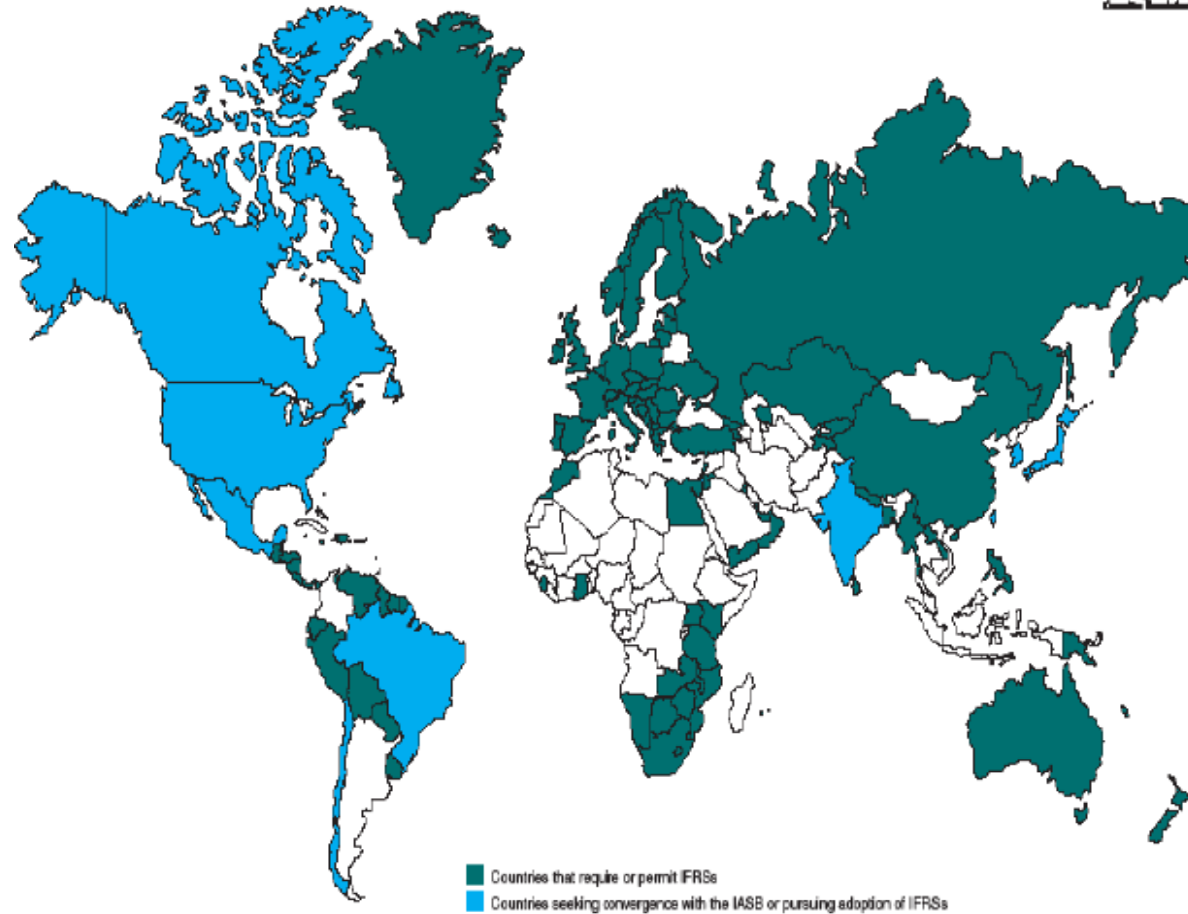 Countries that require or permit IFRSs
Countries seeking convergence with the IASB or pursuing adoption of IFRSs